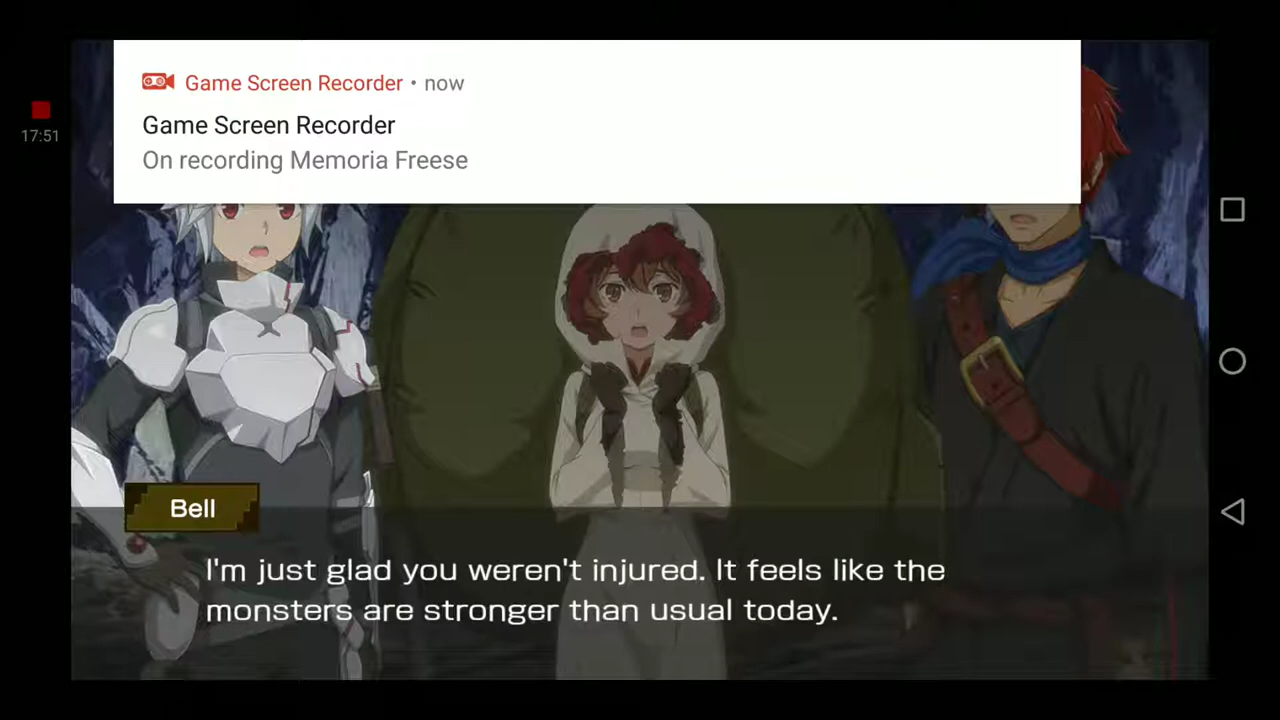 Game Screen Recorder • now
Game Screen Recorder
On recording Memoria Freese
17:51
Bell
I'm just glad you weren't injured. It feels like the
monsters are stronger than usual today.